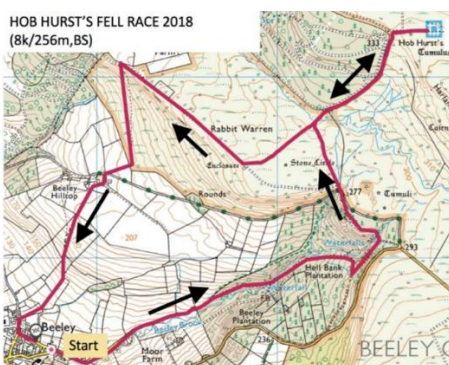 HOB HURST'S FELL RACE 2018
(8k/256m,BS)
333
Hob Hurst's
Tumulus
Rabbit Warren
Enclosure
Stone Circle
Cairn
Beeley
Hilltop
Rounds
277
Tumuli
207
Waterfalls
293
Hell Bank
Plantation
Waterfall
FB
Beeley Brook
Beeley
Plantation
Beeley
Start
Moor
Farm
236
BEELEY